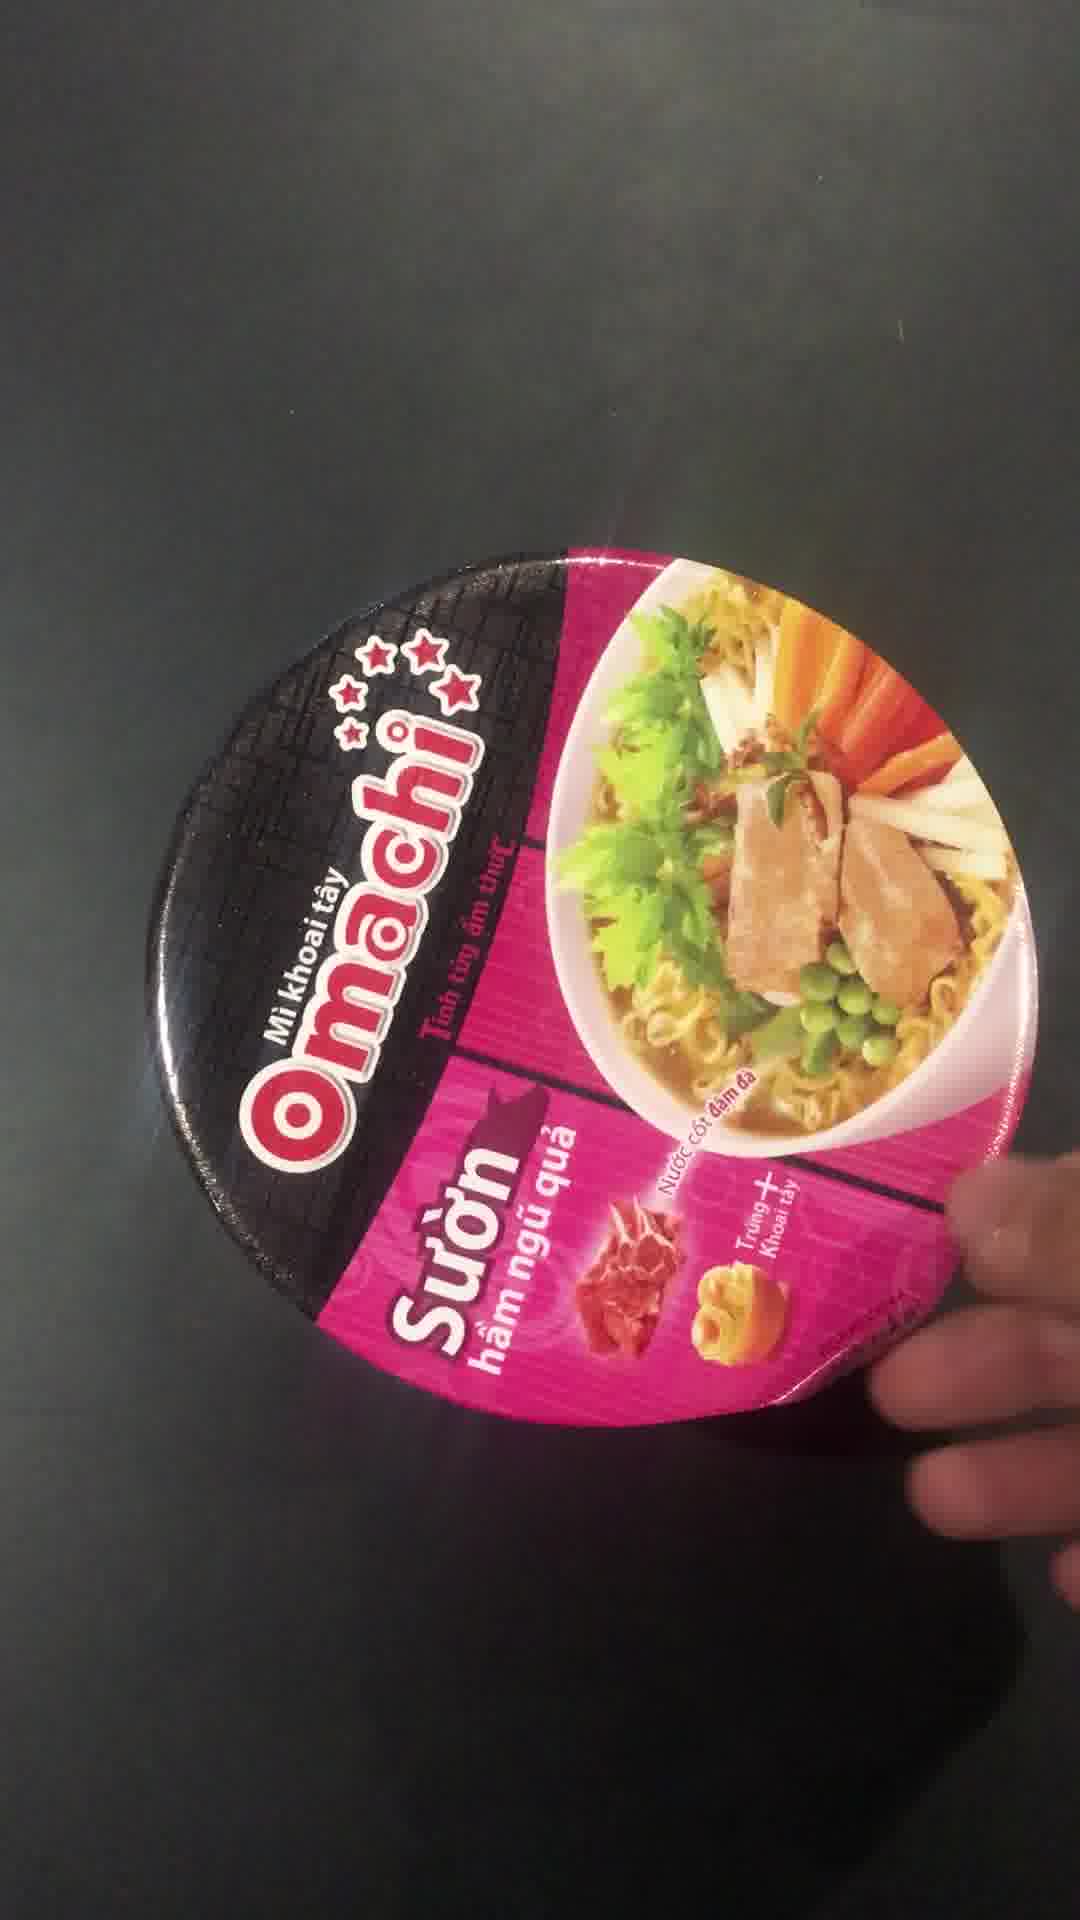 Mì khoai tây
Omachi
Tinh túy ẩm thực
Sườn
hầm ngũ quả
Nước cốt đậm đà
Trứng+
Khoai tây